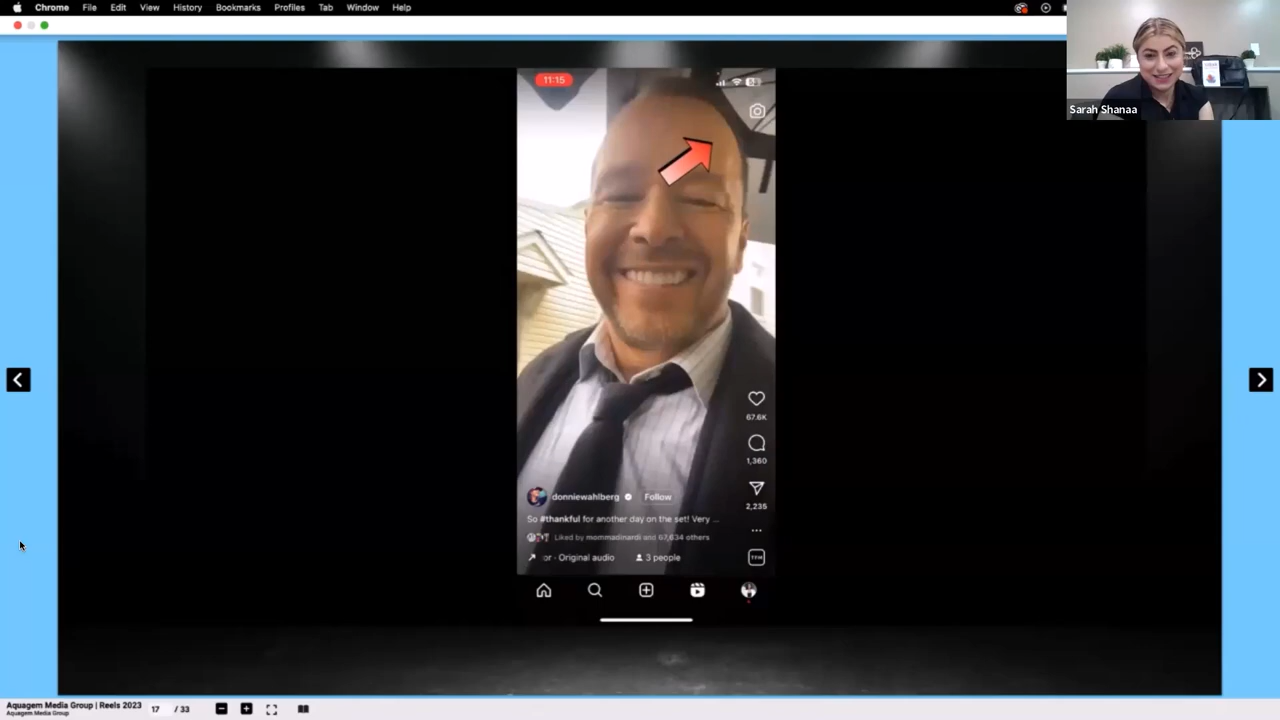 Chrome File Edit View History Bookmarks Profiles Tab Window Help
Sarah Shanaa
11:15
67.6K
1,360
2,235
donniewahlberg Follow
So #thankful for another day on the set! Very ...
Liked by mommadinardi and 67,634 others
or · Original audio 3 people
Aquagem Media Group | Reels 2023
Aquagem Media Group
17 / 33